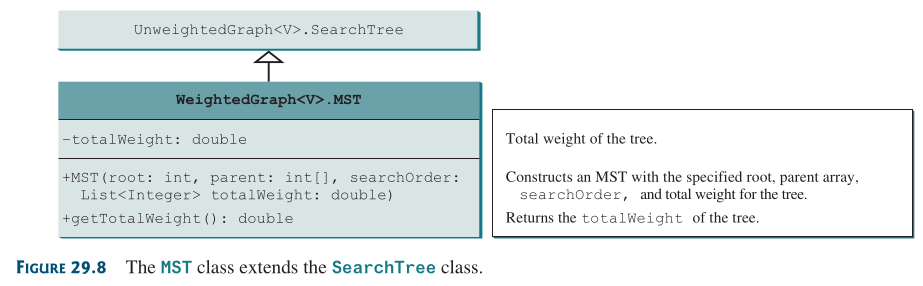 UnweightedGraph<V>.SearchTree
WeightedGraph<V>.MST
-totalWeight: double
Total weight of the tree.
+MST(root: int, parent: int[], searchOrder:
List<Integer> totalWeight: double)
Constructs an MST with the specified root, parent array,
searchOrder, and total weight for the tree.
+getTotalWeight(): double
Returns the totalWeight of the tree.
FIGURE 29.8 The MST class extends the SearchTree class.